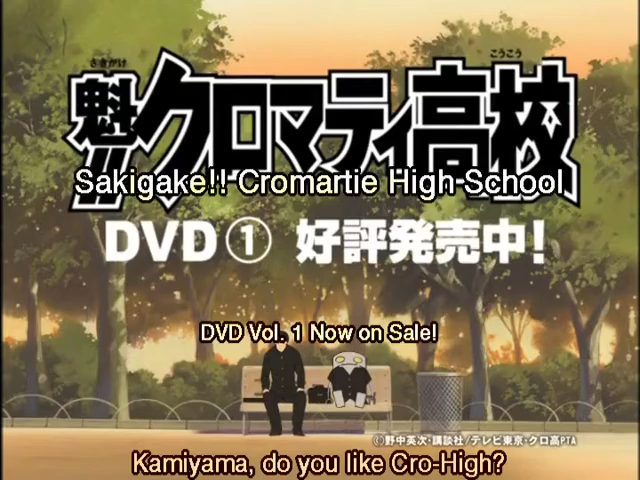 さきがけ こうこう
魁!!クロマティ高校
Sakigake!! Cromartie High School
DVD① 好評発売中!
DVD Vol. 1 Now on Sale!
©野中英次・講談社/テレビ東京・クロ高PTA
Kamiyama, do you like Cro-High?